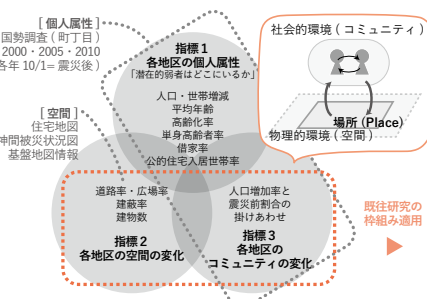 [ 個人属性 ]
国勢調査 ( 町丁目 )
2000・2005・2010
各年 10/1= 震災後 )
指標 1
各地区の個人属性
「潜在的弱者はどこにいるか」
人口・世帯増減
平均年齢
高齢化率
単身高齢者率
借家率
公的住宅入居世帯率
社会的環境 ( コミュニティ )
場所 (Place)
物理的環境 ( 空間 )
[ 空間 ]
住宅地図
神間被災状況図
基盤地図情報
道路率・広場率
建蔽率
建物数
指標 2
各地区の空間の変化
人口増加率と
震災前割合の
掛けあわせ
指標 3
各地区の
コミュニティの変化
既往研究の
枠組み適用